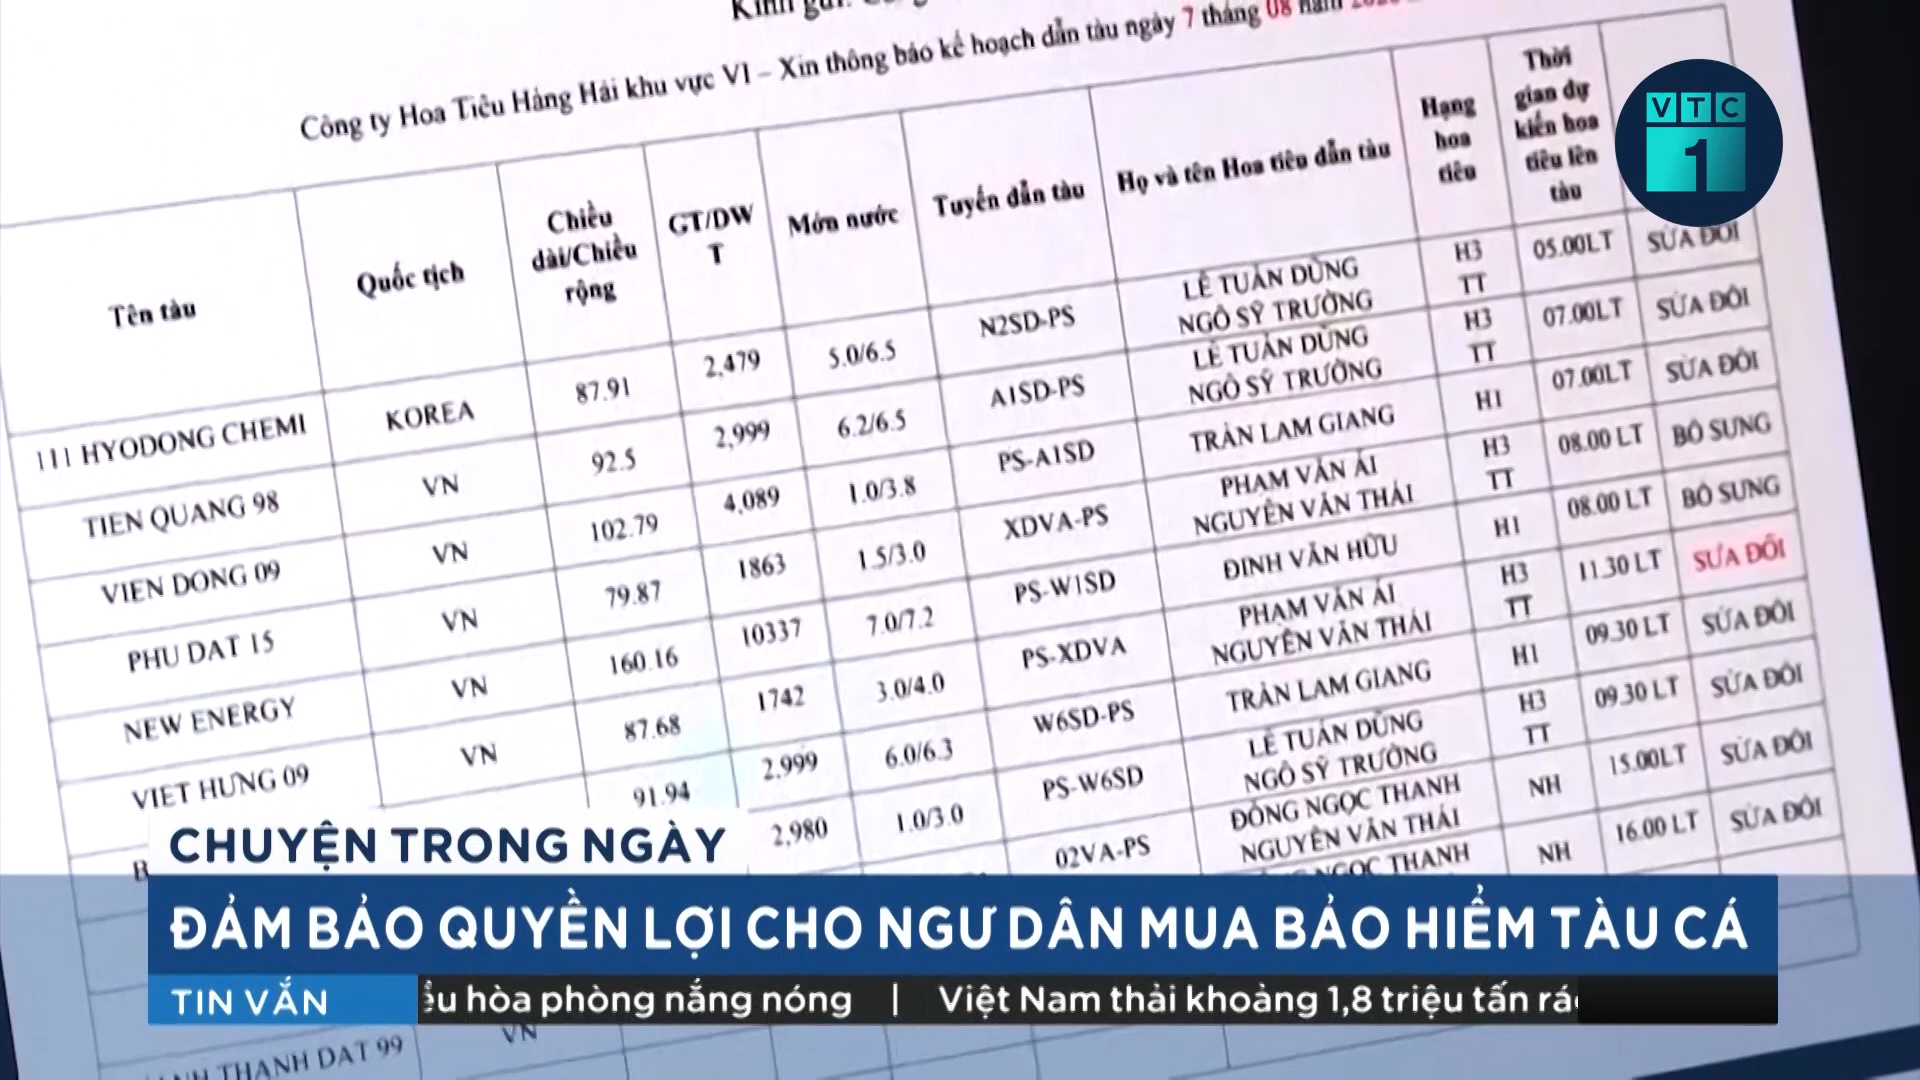 Kính gửi:
Công ty Hoa Tiêu Hàng Hải khu vực VI – Xin thông báo kế hoạch dẫn tàu ngày 7 tháng 08 năm
Tên tàu
Quốc tịch
Chiều dài/Chiều rộng
GT/DWT
Mớn nước
Tuyến dẫn tàu
Họ và tên Hoa tiêu dẫn tàu
Hạng hoa tiêu
Thời gian dự kiến hoa tiêu lên tàu
VTC
1
111 HYODONG CHEMI KOREA 87.91 2,479 5.0/6.5 N2SD-PS LÊ TUẤN DŨNG NGÔ SỸ TRƯỜNG H3 TT 05.00LT SỬA ĐỔI
TIEN QUANG 98 VN 92.5 2,999 6.2/6.5 A1SD-PS LÊ TUẤN DŨNG NGÔ SỸ TRƯỜNG H3 TT 07.00LT SỬA ĐỔI
VIEN DONG 09 VN 102.79 4,089 1.0/3.8 PS-A1SD TRẦN LAM GIANG H1 07.00LT SỬA ĐỔI
PHU DAT 15 VN 79.87 1863 1.5/3.0 XDVA-PS PHẠM VĂN ÁI NGUYỄN VĂN THÁI H3 TT 08.00 LT BỔ SUNG
NEW ENERGY VN 160.16 10337 7.0/7.2 PS-W1SD ĐINH VĂN HỮU H1 08.00 LT BỔ SUNG
VIET HƯNG 09 VN 87.68 1742 3.0/4.0 PS-XDVA PHẠM VĂN ÁI NGUYỄN VĂN THÁI H3 TT 11.30 LT SỬA ĐỔI
91.94 2.999 6.0/6.3 W6SD-PS TRẦN LAM GIANG H1 09.30 LT SỬA ĐỔI
2,980 1.0/3.0 PS-W6SD LÊ TUẤN DŨNG NGÔ SỸ TRƯỜNG H3 TT 09.30 LT SỬA ĐỔI
02VA-PS ĐỒNG NGỌC THANH NGUYỄN VĂN THÁI NH 15.00LT SỬA ĐỔI
NGỌC THANH NH 16.00 LT SỬA ĐỔI
CHUYỆN TRONG NGÀY
ĐẢM BẢO QUYỀN LỢI CHO NGƯ DÂN MUA BẢO HIỂM TÀU CÁ
TIN VẮN hòa phòng nắng nóng | Việt Nam thải khoảng 1,8 triệu tấn
THANH DAT 99 VN